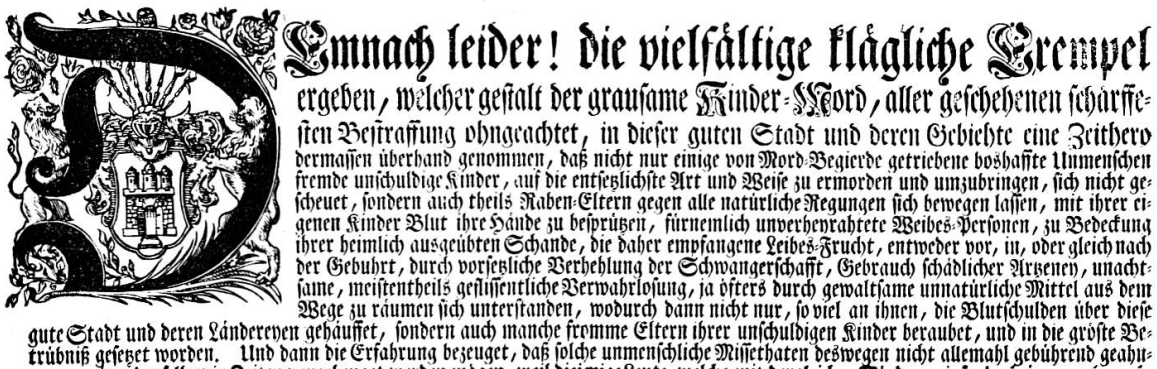 DEmnach leider! die vielfältige klägliche Exempel
ergeben, welcher gestalt der grausame Kinder-Mord, aller geschehenen schärffe-
sten Bestraffung ohngeachtet, in dieser guten Stadt und deren Gebiehte eine Zeithero
dermassen überhand genommen, daß nicht nur einige von Mord-Begierde getriebene boßhaffte Unmenschen
fremde unschuldige Kinder, auf die entsetzlichste Art und Weise zu ermorden und umzubringen, sich nicht ge-
scheuet, sondern auch theils Raben-Eltern gegen alle natürliche Regungen sich bewegen lassen, mit ihrer ei-
genen Kinder Blut ihre Hände zu besprützen, fürnemlich unverheyrahtete Weibes-Personen, zu Bedeckung
ihrer heimlich ausgeübten Schande, die daher empfangene Leibes-Frucht, entweder vor, in, oder gleich nach
der Gebuhrt, durch vorsetzliche Verhehlung der Schwangerschafft, Gebrauch schädlicher Artzeney, unacht-
same, meistentheils geflissentliche Verwahrlosung, ja öfters durch gewaltsame unnatürliche Mittel aus dem
Wege zu räumen sich unterstanden, wodurch dann nicht nur, so viel an ihnen, die Blutschulden über diese
gute Stadt und deren Ländereyen gehäuffet, sondern auch manche fromme Eltern ihrer unschuldigen Kinder beraubet, und in die gröste Be-
trübniß gesetzet worden. Und dann die Erfahrung bezeuget, daß solche unmenschliche Missethaten deswegen nicht allemahl gebührend geahn-